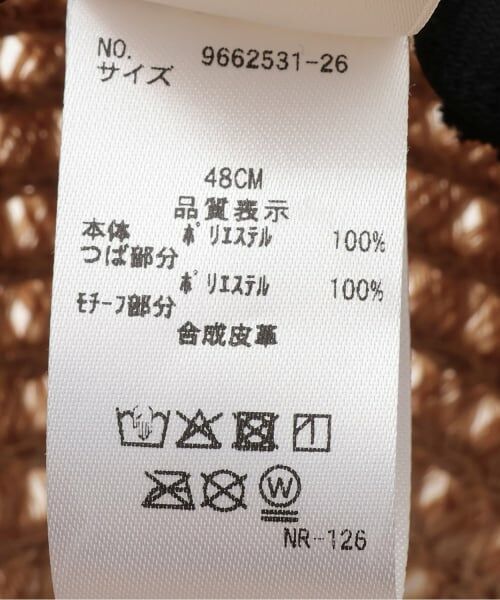 NO. 9662531-26
サイズ
48CM
品質表示
本体 ポリエステル 100%
つば部分
ポリエステル 100%
モチーフ部分
合成皮革
W
NR-126